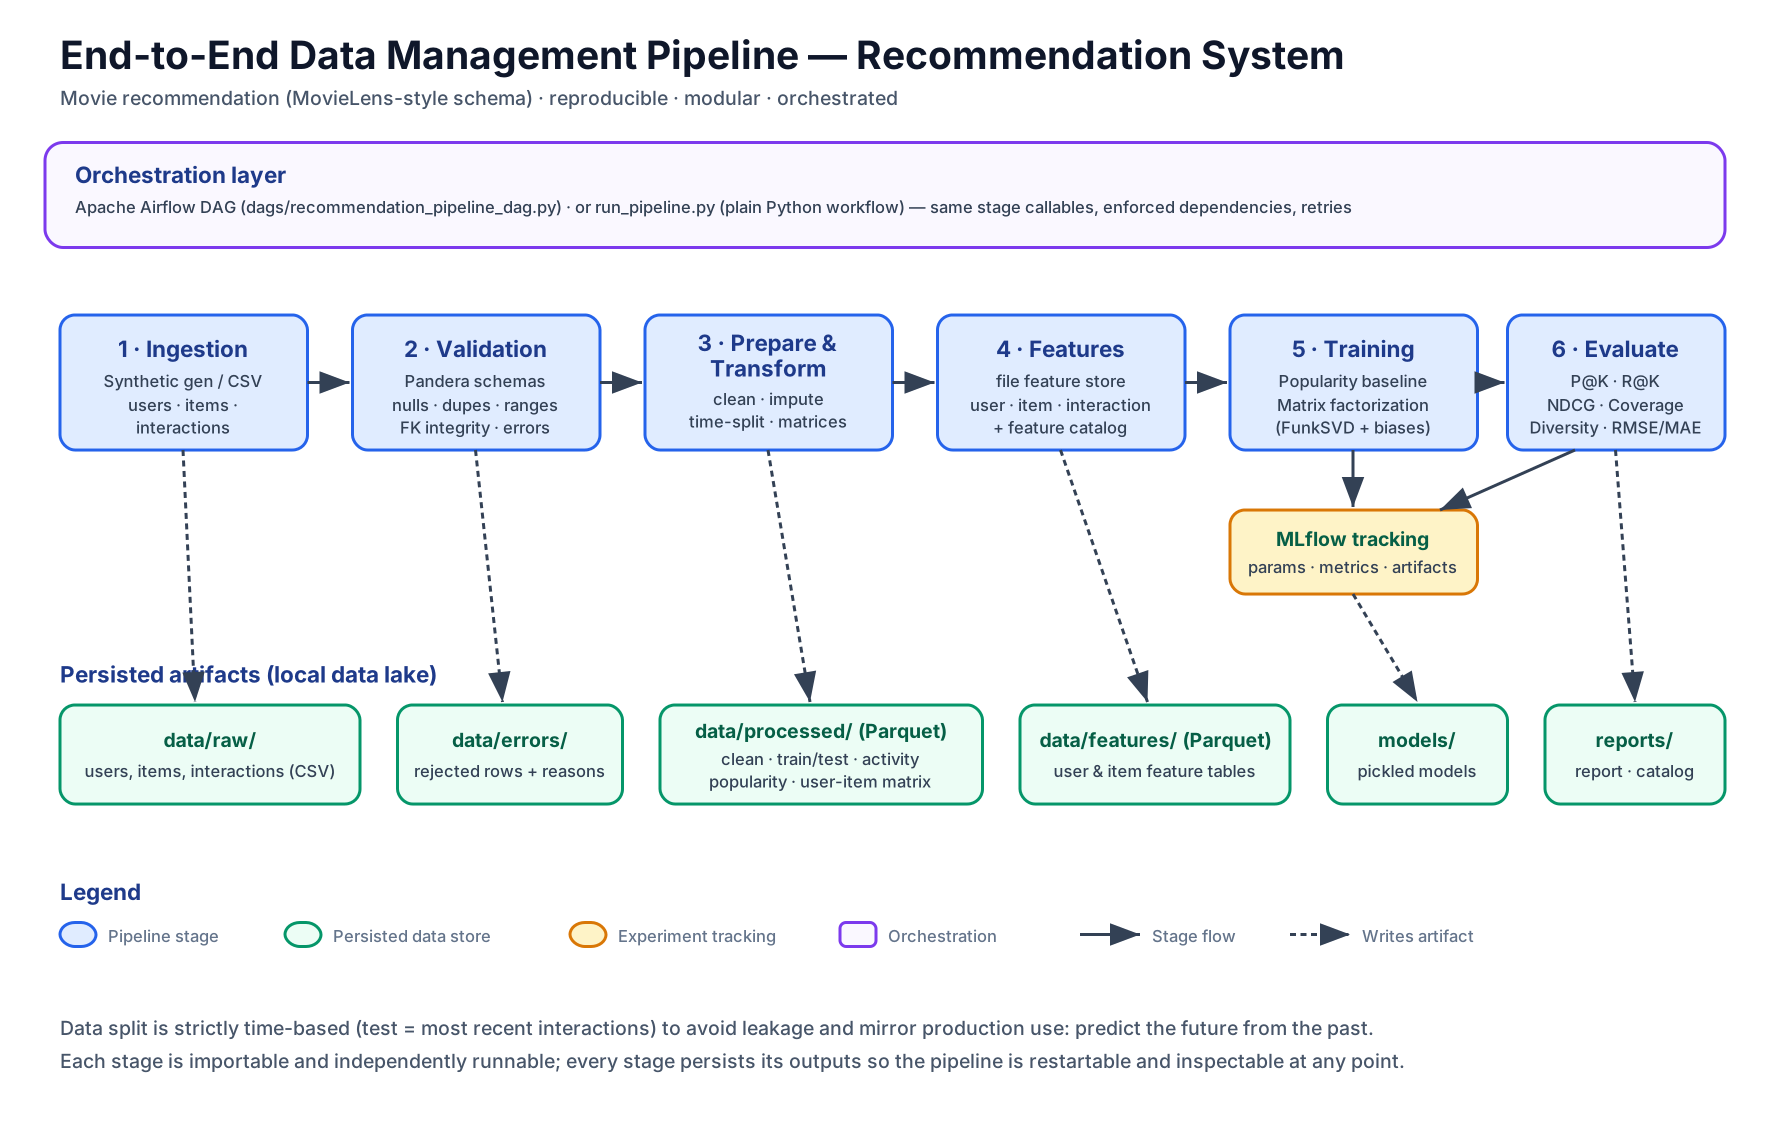 End-to-End Data Management Pipeline — Recommendation System
Movie recommendation (MovieLens-style schema) · reproducible · modular · orchestrated
Orchestration layer
Apache Airflow DAG (dags/recommendation_pipeline_dag.py) · or run_pipeline.py (plain Python workflow) — same stage callables, enforced dependencies, retries
1 · Ingestion
Synthetic gen / CSV
users · items ·
interactions
2 · Validation
Pandera schemas
nulls · dupes · ranges
FK integrity · errors
3 · Prepare &
Transform
clean · impute
time-split · matrices
4 · Features
file feature store
user · item · interaction
+ feature catalog
5 · Training
Popularity baseline
Matrix factorization
(FunkSVD + biases)
6 · Evaluate
P@K · R@K
NDCG · Coverage
Diversity · RMSE/MAE
MLflow tracking
params · metrics · artifacts
Persisted artifacts (local data lake)
data/raw/
users, items, interactions (CSV)
data/errors/
rejected rows + reasons
data/processed/ (Parquet)
clean · train/test · activity
popularity · user-item matrix
data/features/ (Parquet)
user & item feature tables
models/
pickled models
reports/
report · catalog
Legend
Pipeline stage
Persisted data store
Experiment tracking
Orchestration
Stage flow
Writes artifact
Data split is strictly time-based (test = most recent interactions) to avoid leakage and mirror production use: predict the future from the past.
Each stage is importable and independently runnable; every stage persists its outputs so the pipeline is restartable and inspectable at any point.